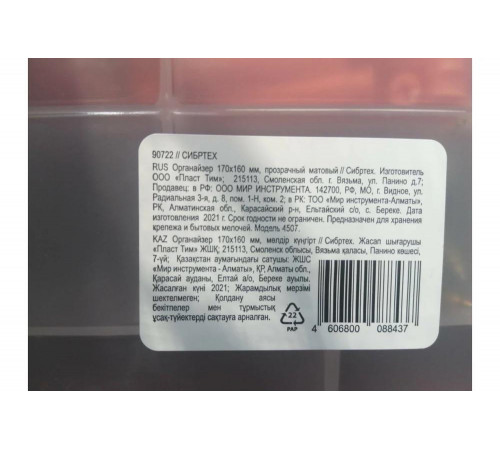 90722 // СИБРТЕХ
RUS Органайзер 170х160 мм, прозрачный матовый // Сибртех. Изготовитель
ООО «Пласт Тим»; 215113, Смоленская обл. г. Вязьма, ул. Панино д.7;
Продавец: в РФ: ООО МИР ИНСТРУМЕНТА. 142700, РФ, МО, г. Видное, ул.
Радиальная 3-я, д. 8, пом. 1-Н, ком. 2; в РК: ТОО «Мир инструмента-Алматы»,
РК, Алматинская обл., Карасайский р-н, Ельтайский с/о, с. Береке. Дата
изготовления 2021 г. Срок годности не ограничен. Предназначен для хранения
крепежа и бытовых мелочей. Модель 4507.
KAZ Органайзер 170х160 мм, мөлдір күңгірт // Сибртех. Жасап шығарушы
«Пласт Тим» ЖШҚ; 215113, Смоленск облысы, Вязьма қаласы, Панино көшесі,
7-үй; Қазақстан аумағындағы сатушы: ЖШС
«Мир инструмента - Алматы», ҚР, Алматы обл.,
Қарасай ауданы, Елтай а/о, Береке ауылы.
Жасалған күні 2021; Жарамдылық мерзімі
шектелмеген; Қолдану аясы
бекітпелер мен тұрмыстық
ұсақ-түйектерді сақтауға арналған.
22
PAP
4 606800 088437